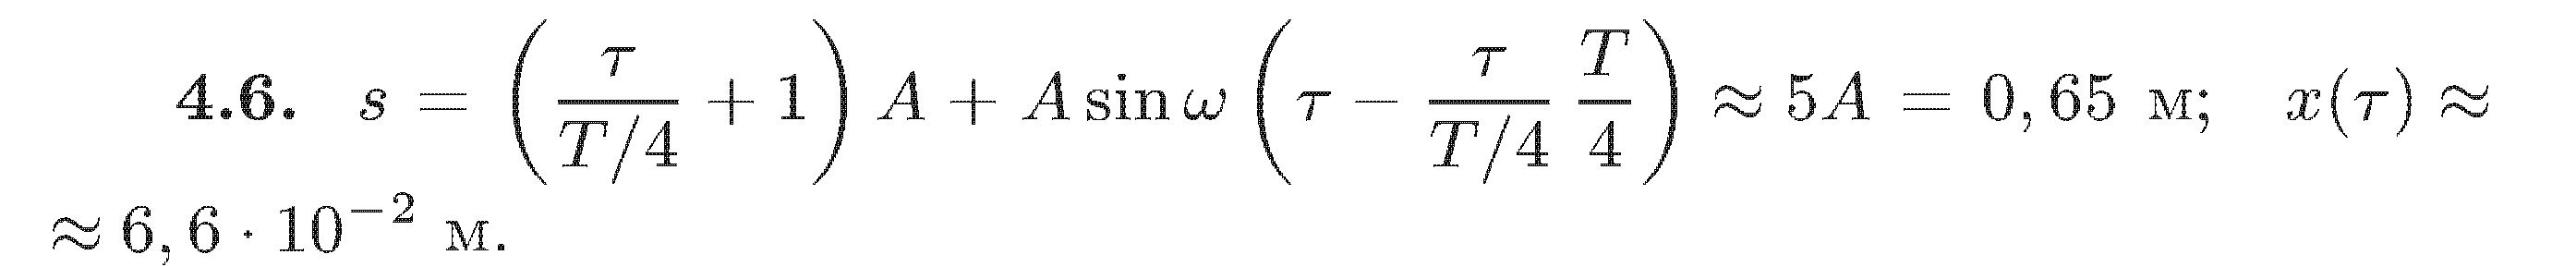 4.6. s = (τ/(T/4) + 1) A + A sin ω (τ − τ/(T/4) T/4) ≈ 5A = 0,65 м; x(τ) ≈
≈ 6,6 · 10⁻² м.